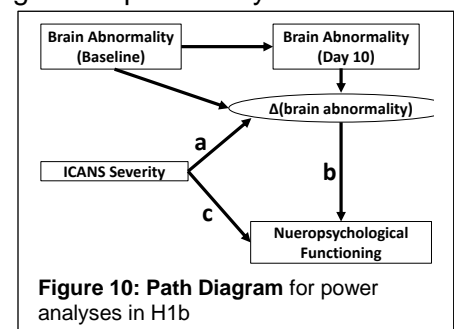 Brain Abnormality
(Baseline)
Brain Abnormality
(Day 10)
Δ(brain abnormality)
a
ICANS Severity
b
c
Nueropsychological
Functioning
Figure 10: Path Diagram for power
analyses in H1b